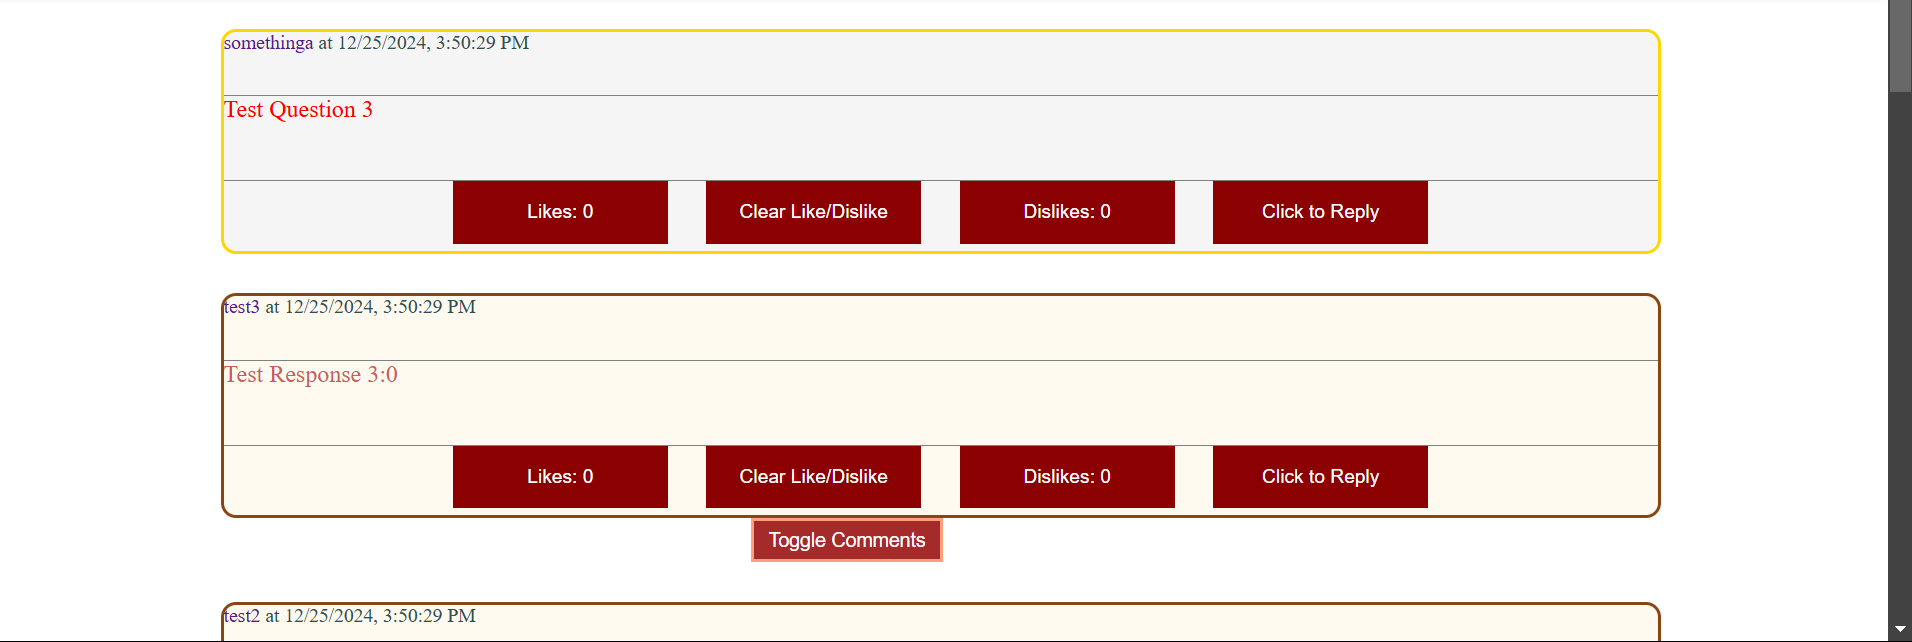 somethinga at 12/25/2024, 3:50:29 PM
Test Question 3
Likes: 0 Clear Like/Dislike Dislikes: 0 Click to Reply
test3 at 12/25/2024, 3:50:29 PM
Test Response 3:0
Likes: 0 Clear Like/Dislike Dislikes: 0 Click to Reply
Toggle Comments
test2 at 12/25/2024, 3:50:29 PM